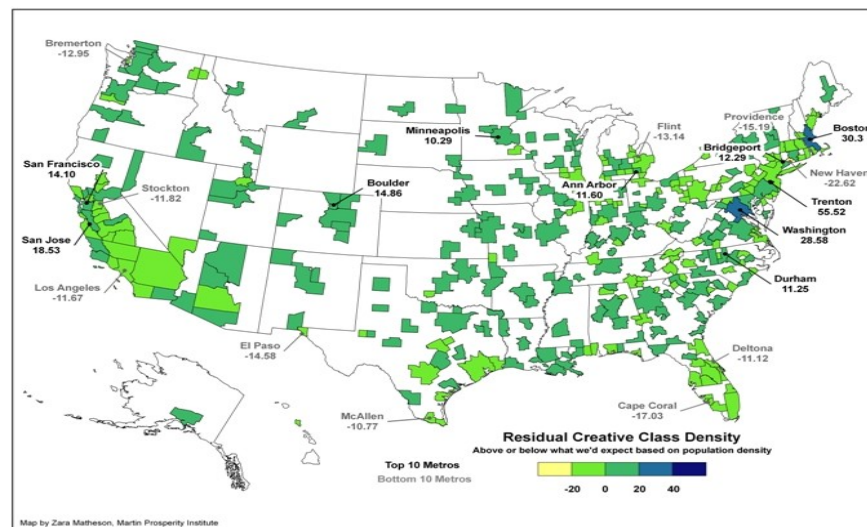 Bremerton
-12.95
Minneapolis
10.29
Flint
-13.14
Providence
-15.19
Boston
30.3
Bridgeport
12.29
New Haven
-22.62
San Francisco
14.10
Stockton
-11.82
Boulder
14.86
Ann Arbor
11.60
Trenton
55.52
Washington
28.58
San Jose
18.53
Durham
11.25
Los Angeles
-11.67
El Paso
-14.58
Deltona
-11.12
McAllen
-10.77
Cape Coral
-17.03
Residual Creative Class Density
Above or below what we'd expect based on population density
Top 10 Metros
Bottom 10 Metros
-20 0 20 40
Map by Zara Matheson, Martin Prosperity Institute